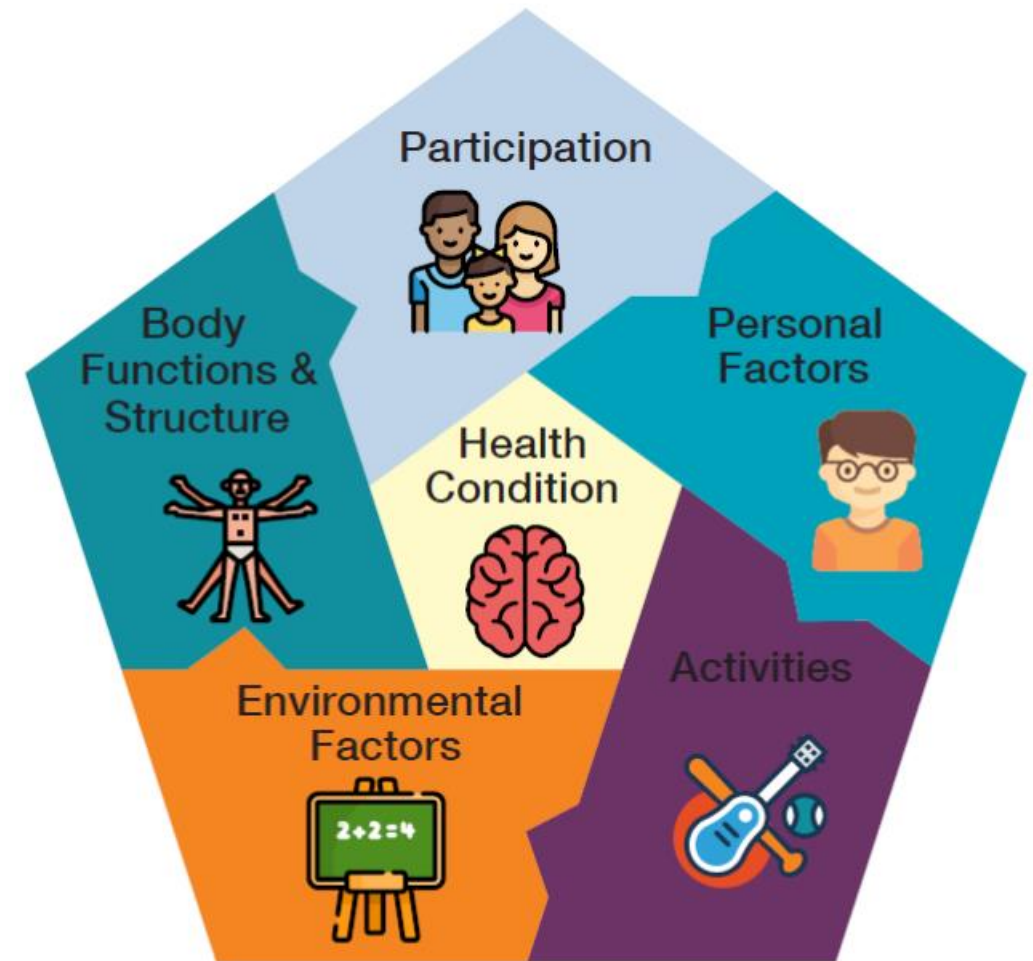 Participation
Body
Functions &
Structure
Personal
Factors
Health
Condition
Activities
Environmental
Factors
2+2=4